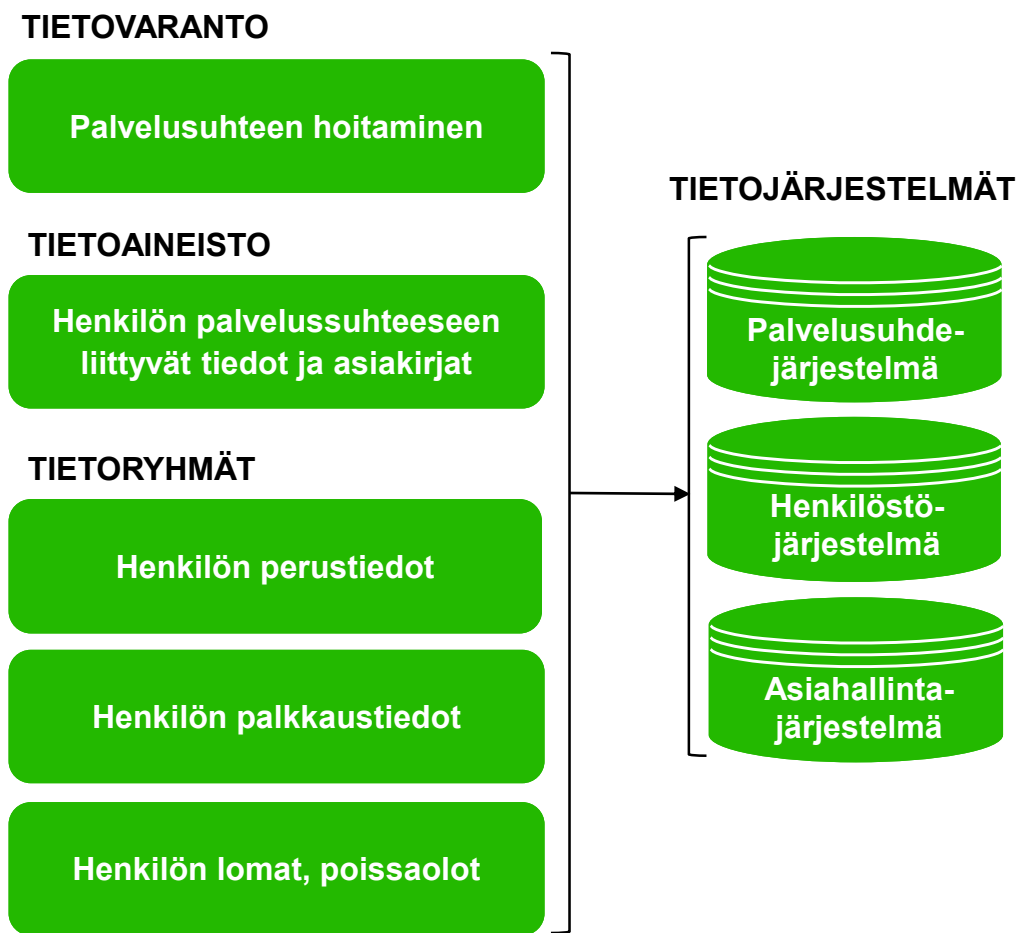 TIETOVARANTO
Palvelusuhteen hoitaminen
TIETOAINEISTO
Henkilön palvelussuhteeseen
liittyvät tiedot ja asiakirjat
TIETORYHMÄT
Henkilön perustiedot
Henkilön palkkaustiedot
Henkilön lomat, poissaolot
TIETOJÄRJESTELMÄT
Palvelusuhde-
järjestelmä
Henkilöstö-
järjestelmä
Asiahallinta-
järjestelmä